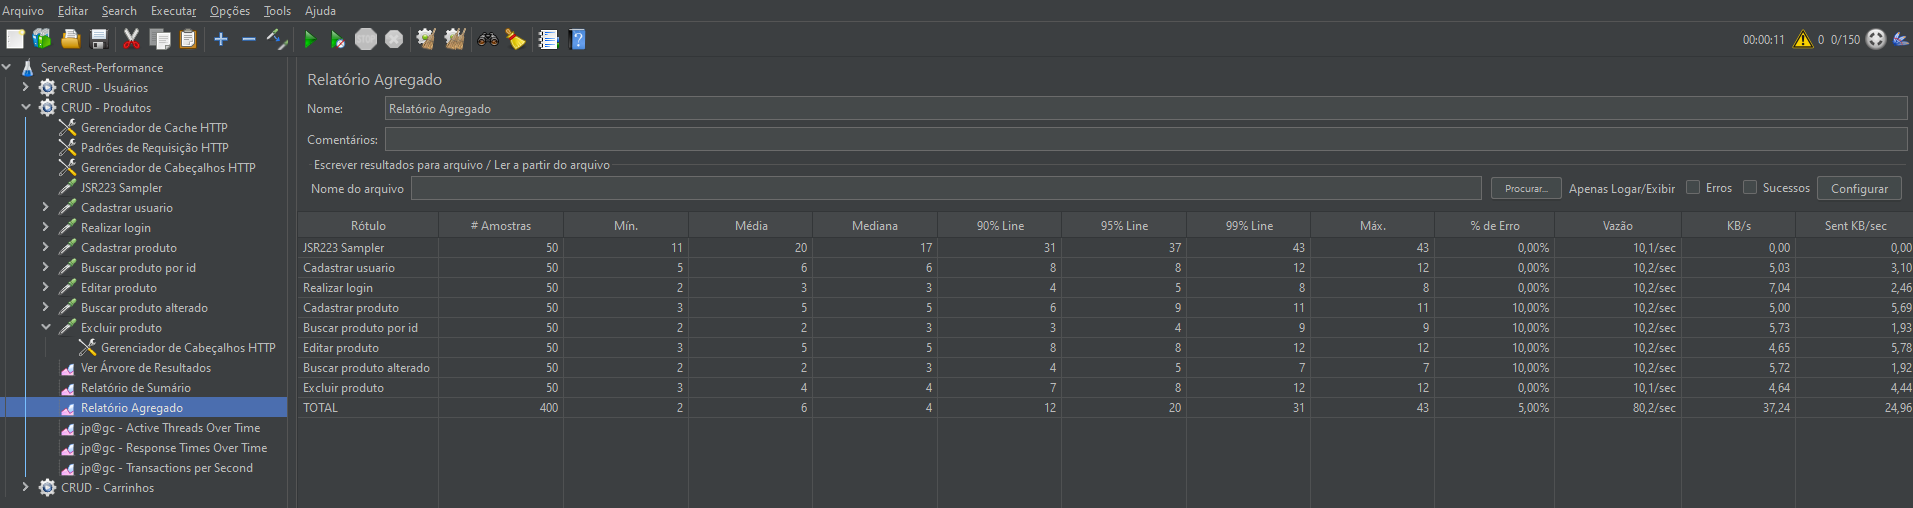 Arquivo Editar Search Executar Opções Tools Ajuda
STOP
00:00:11 0 0/150
ServeRest-Performance
CRUD - Usuários
CRUD - Produtos
Gerenciador de Cache HTTP
Padrões de Requisição HTTP
Gerenciador de Cabeçalhos HTTP
JSR223 Sampler
Cadastrar usuario
Realizar login
Cadastrar produto
Buscar produto por id
Editar produto
Buscar produto alterado
Excluir produto
Gerenciador de Cabeçalhos HTTP
Ver Árvore de Resultados
Relatório de Sumário
Relatório Agregado
jp@gc - Active Threads Over Time
jp@gc - Response Times Over Time
jp@gc - Transactions per Second
CRUD - Carrinhos
Relatório Agregado
Nome: Relatório Agregado
Comentários:
Escrever resultados para arquivo / Ler a partir do arquivo
Nome do arquivo Procurar... Apenas Logar/Exibir Erros Sucessos Configurar
Rótulo # Amostras Mín. Média Mediana 90% Line 95% Line 99% Line Máx. % de Erro Vazão KB/s Sent KB/sec
JSR223 Sampler 50 11 20 17 31 37 43 43 0,00% 10,1/sec 0,00 0,00
Cadastrar usuario 50 5 6 6 8 8 12 12 0,00% 10,2/sec 5,03 3,10
Realizar login 50 2 3 3 4 5 8 8 0,00% 10,2/sec 7,04 2,46
Cadastrar produto 50 3 5 5 6 9 11 11 10,00% 10,2/sec 5,00 5,69
Buscar produto por id 50 2 2 3 3 4 9 9 10,00% 10,2/sec 5,73 1,93
Editar produto 50 3 5 5 8 8 12 12 10,00% 10,2/sec 4,65 5,78
Buscar produto alterado 50 2 2 3 4 5 7 7 10,00% 10,2/sec 5,72 1,92
Excluir produto 50 3 4 4 7 8 12 12 0,00% 10,1/sec 4,64 4,44
TOTAL 400 2 6 4 12 20 31 43 5,00% 80,2/sec 37,24 24,96